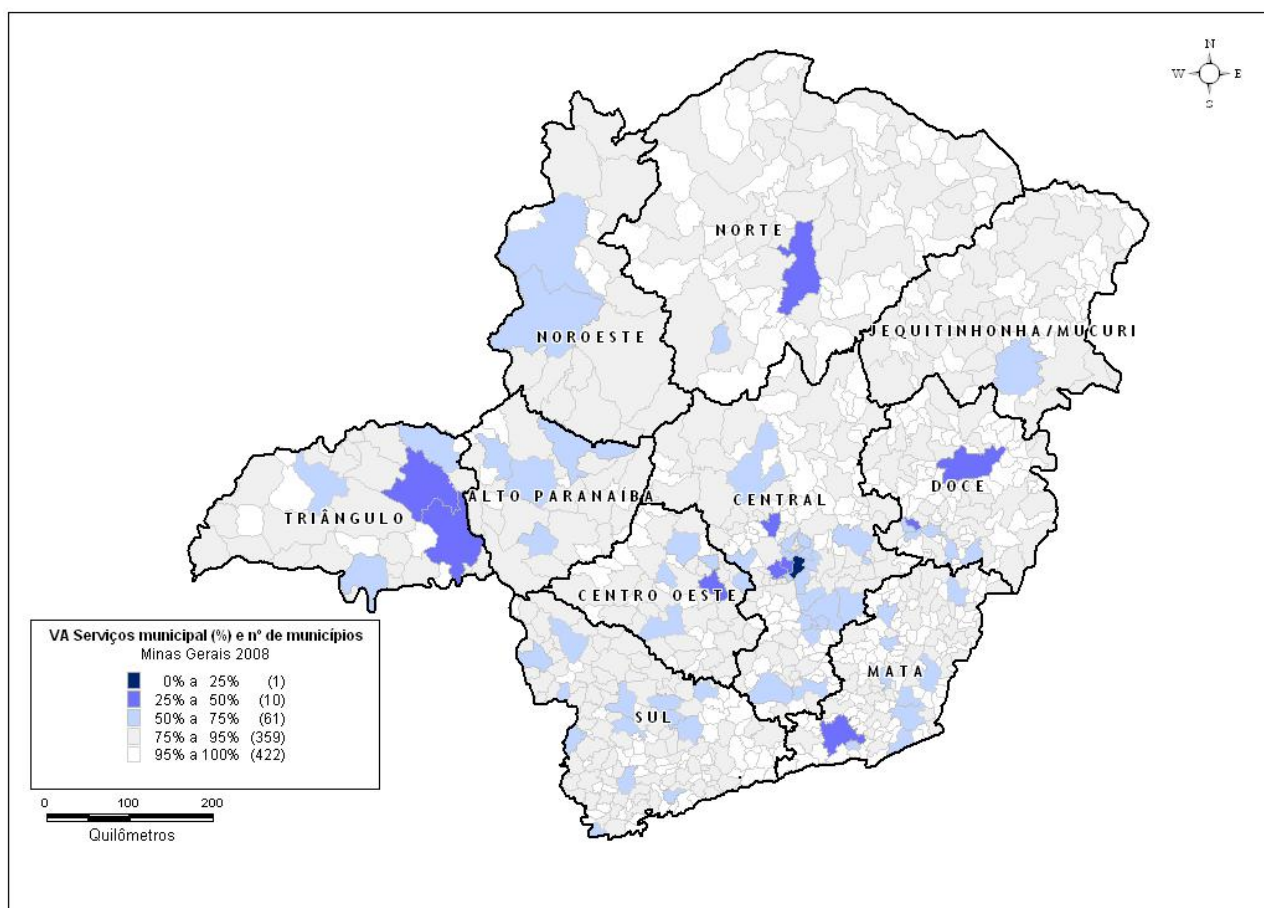 N
W E
S
NORTE
NOROESTE
JEQUITINHONHA/MUCURI
ALTO PARANAÍBA
CENTRAL
DOCE
TRIÂNGULO
CENTRO OESTE
MATA
SUL
VA Serviços municipal (%) e nº de municípios
Minas Gerais 2008
0% a 25% (1)
25% a 50% (10)
50% a 75% (61)
75% a 95% (359)
95% a 100% (422)
0 100 200
Quilômetros